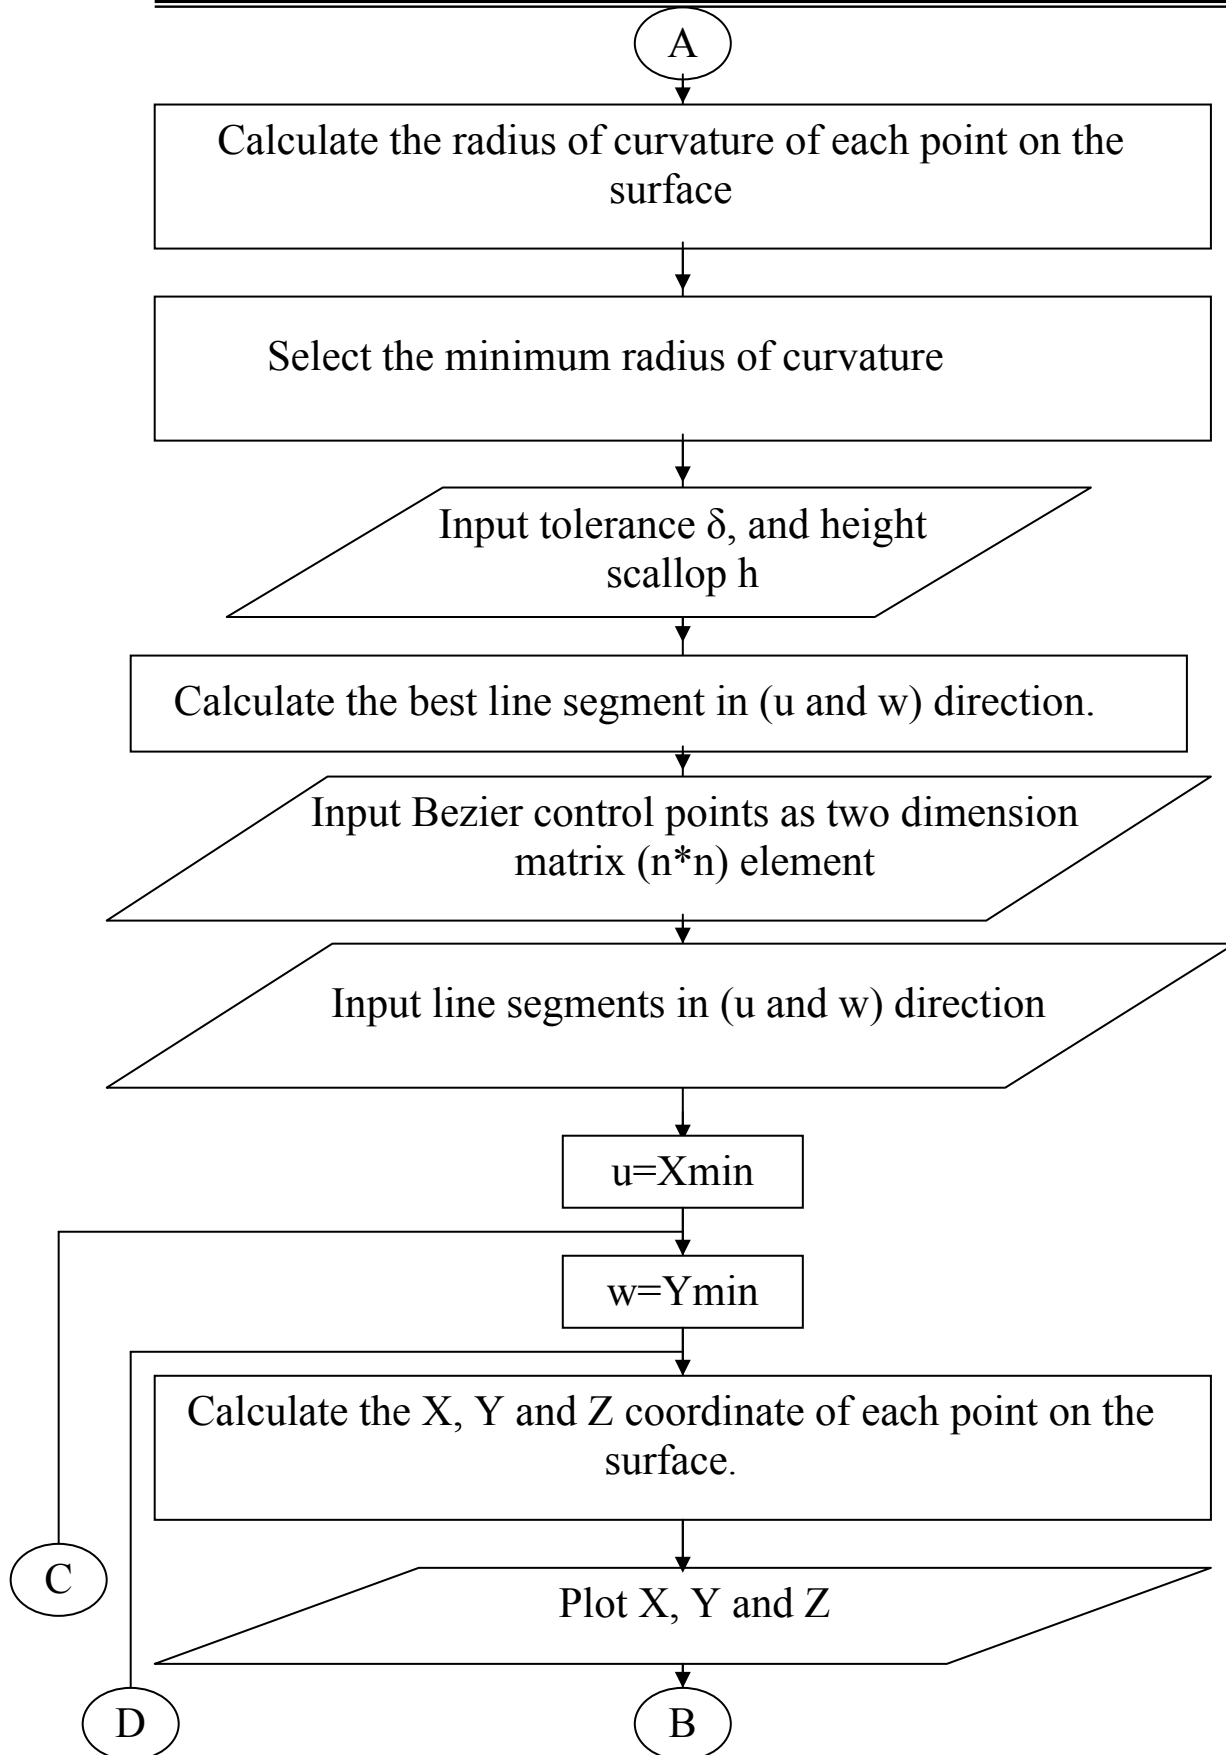 A
Calculate the radius of curvature of each point on the
surface
Select the minimum radius of curvature
Input tolerance δ, and height
scallop h
Calculate the best line segment in (u and w) direction.
Input Bezier control points as two dimension
matrix (n*n) element
Input line segments in (u and w) direction
u=Xmin
w=Ymin
Calculate the X, Y and Z coordinate of each point on the
surface.
C
Plot X, Y and Z
D
B